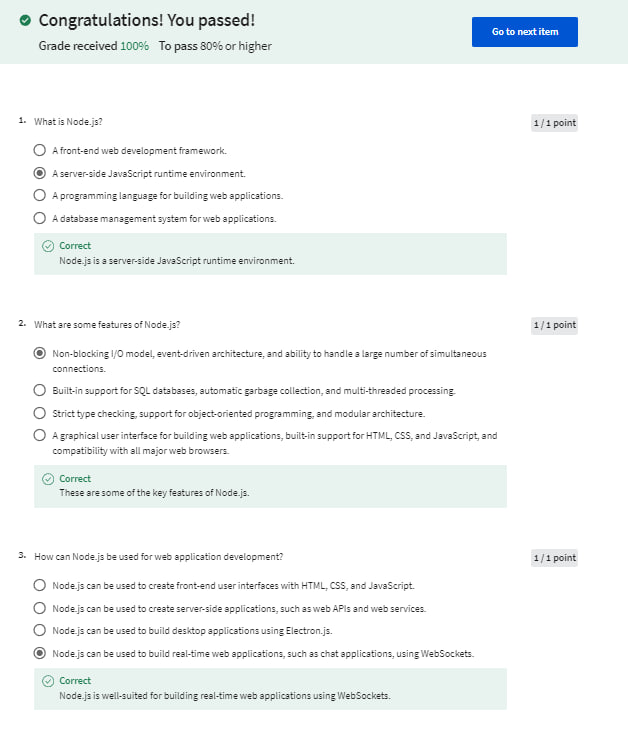 Congratulations! You passed!
Grade received 100% To pass 80% or higher
Go to next item
1. What is Node.js?
1 / 1 point
A front-end web development framework.
A server-side JavaScript runtime environment.
A programming language for building web applications.
A database management system for web applications.
Correct
Node.js is a server-side JavaScript runtime environment.
2. What are some features of Node.js?
1 / 1 point
Non-blocking I/O model, event-driven architecture, and ability to handle a large number of simultaneous
connections.
Built-in support for SQL databases, automatic garbage collection, and multi-threaded processing.
Strict type checking, support for object-oriented programming, and modular architecture.
A graphical user interface for building web applications, built-in support for HTML, CSS, and JavaScript, and
compatibility with all major web browsers.
Correct
These are some of the key features of Node.js.
3. How can Node.js be used for web application development?
1 / 1 point
Node.js can be used to create front-end user interfaces with HTML, CSS, and JavaScript.
Node.js can be used to create server-side applications, such as web APIs and web services.
Node.js can be used to build desktop applications using Electron.js.
Node.js can be used to build real-time web applications, such as chat applications, using WebSockets.
Correct
Node.js is well-suited for building real-time web applications using WebSockets.